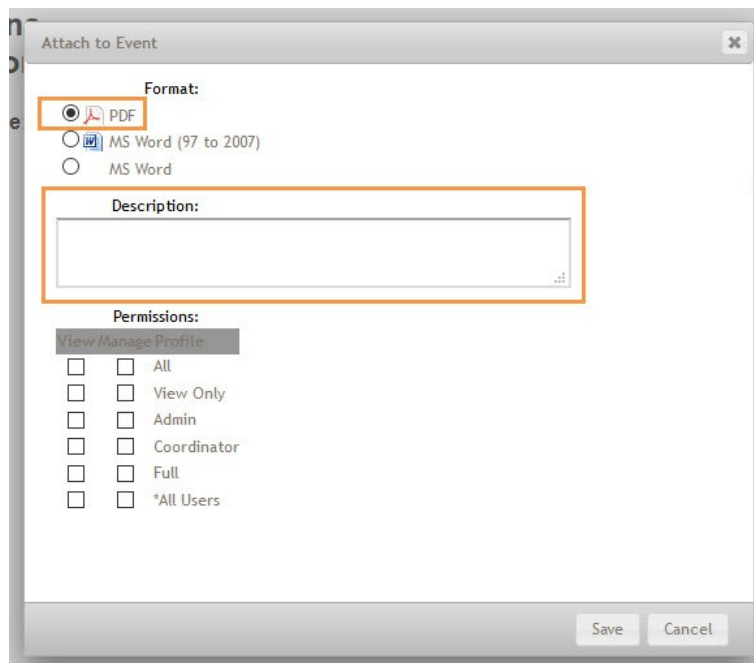 Attach to Event
Format:
PDF
MS Word (97 to 2007)
MS Word
Description:
Permissions:
View Manage Profile
All
View Only
Admin
Coordinator
Full
*All Users
Save Cancel